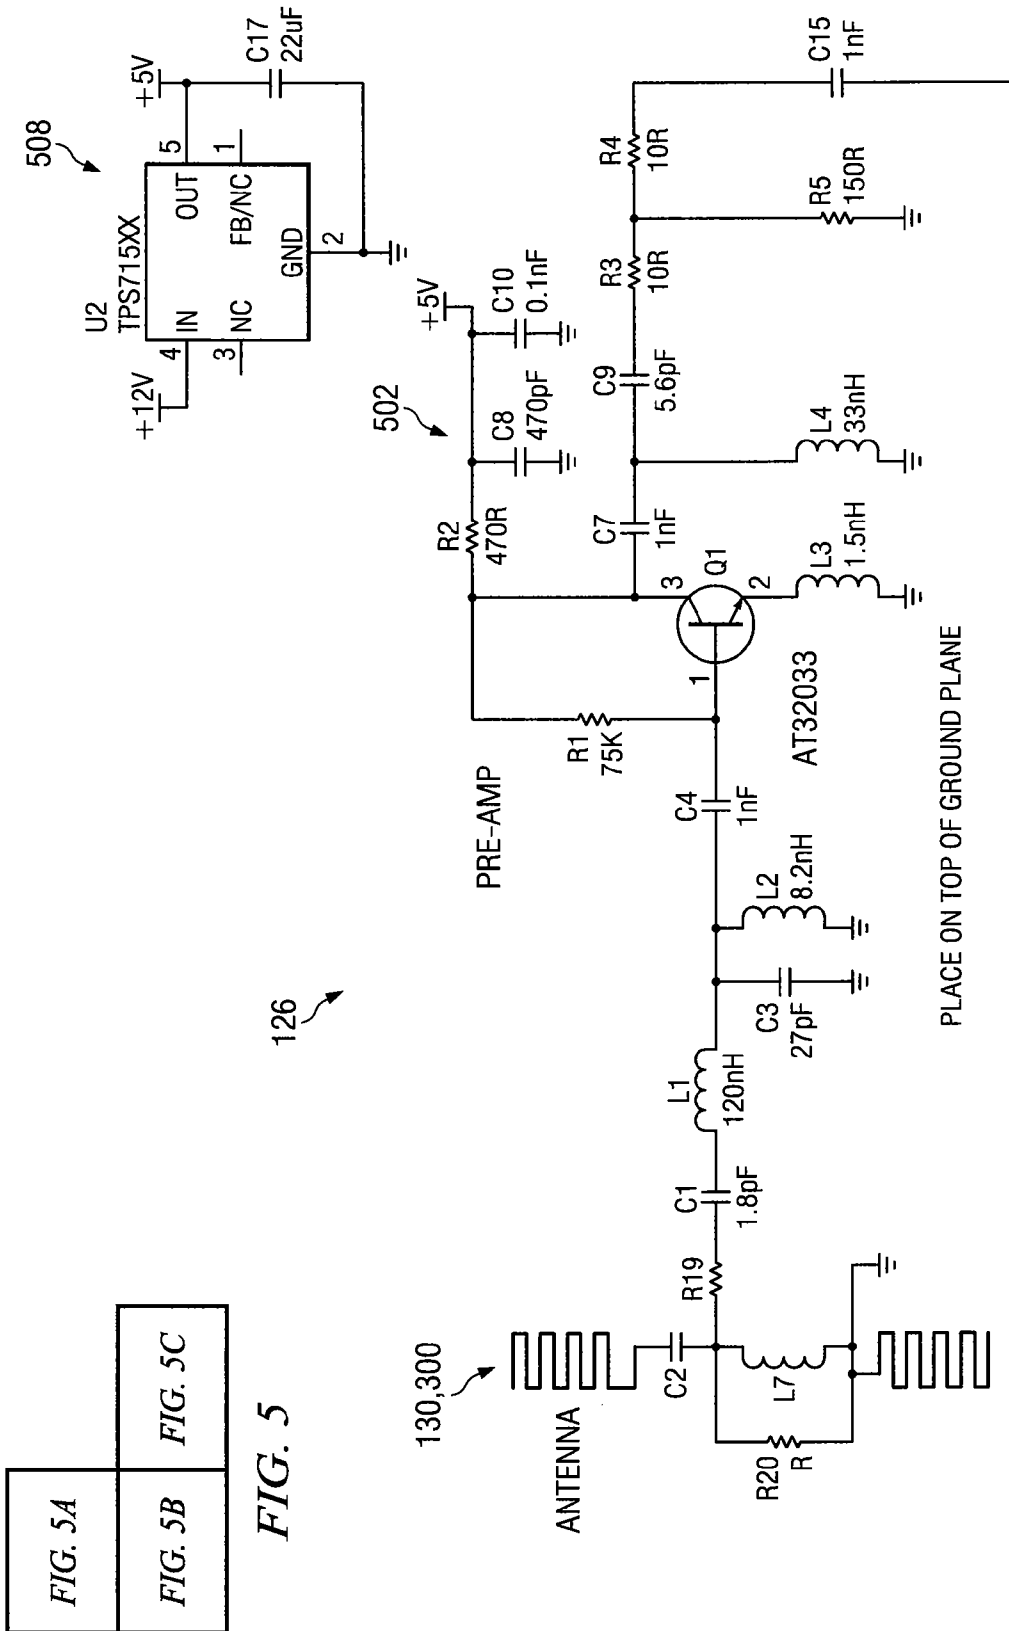 FIG. 5A
FIG. 5B
FIG. 5C
FIG. 5
126
508
U2
TPS715XX
+12V
4
IN
OUT
5
+5V
3
NC
FB/NC
1
GND
2
C17
22uF
502
+5V
R2
470R
C8
470pF
C10
0.1nF
PRE-AMP
R1
75K
C7
1nF
C9
5.6pF
R3
10R
R4
10R
R5
150R
C15
1nF
L4
33nH
3
Q1
1
2
AT32033
L3
1.5nH
130,300
ANTENNA
C2
R20
R
L7
R19
C1
1.8pF
L1
120nH
C3
27pF
L2
8.2nH
C4
1nF
PLACE ON TOP OF GROUND PLANE